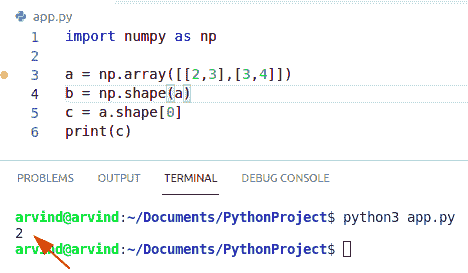 app.py
1 import numpy as np
2
3 a = np.array([[2,3],[3,4]])
4 b = np.shape(a)
5 c = a.shape[0]
6 print(c)
PROBLEMS OUTPUT TERMINAL DEBUG CONSOLE
arvind@arvind:~/Documents/PythonProject$ python3 app.py
2
arvind@arvind:~/Documents/PythonProject$